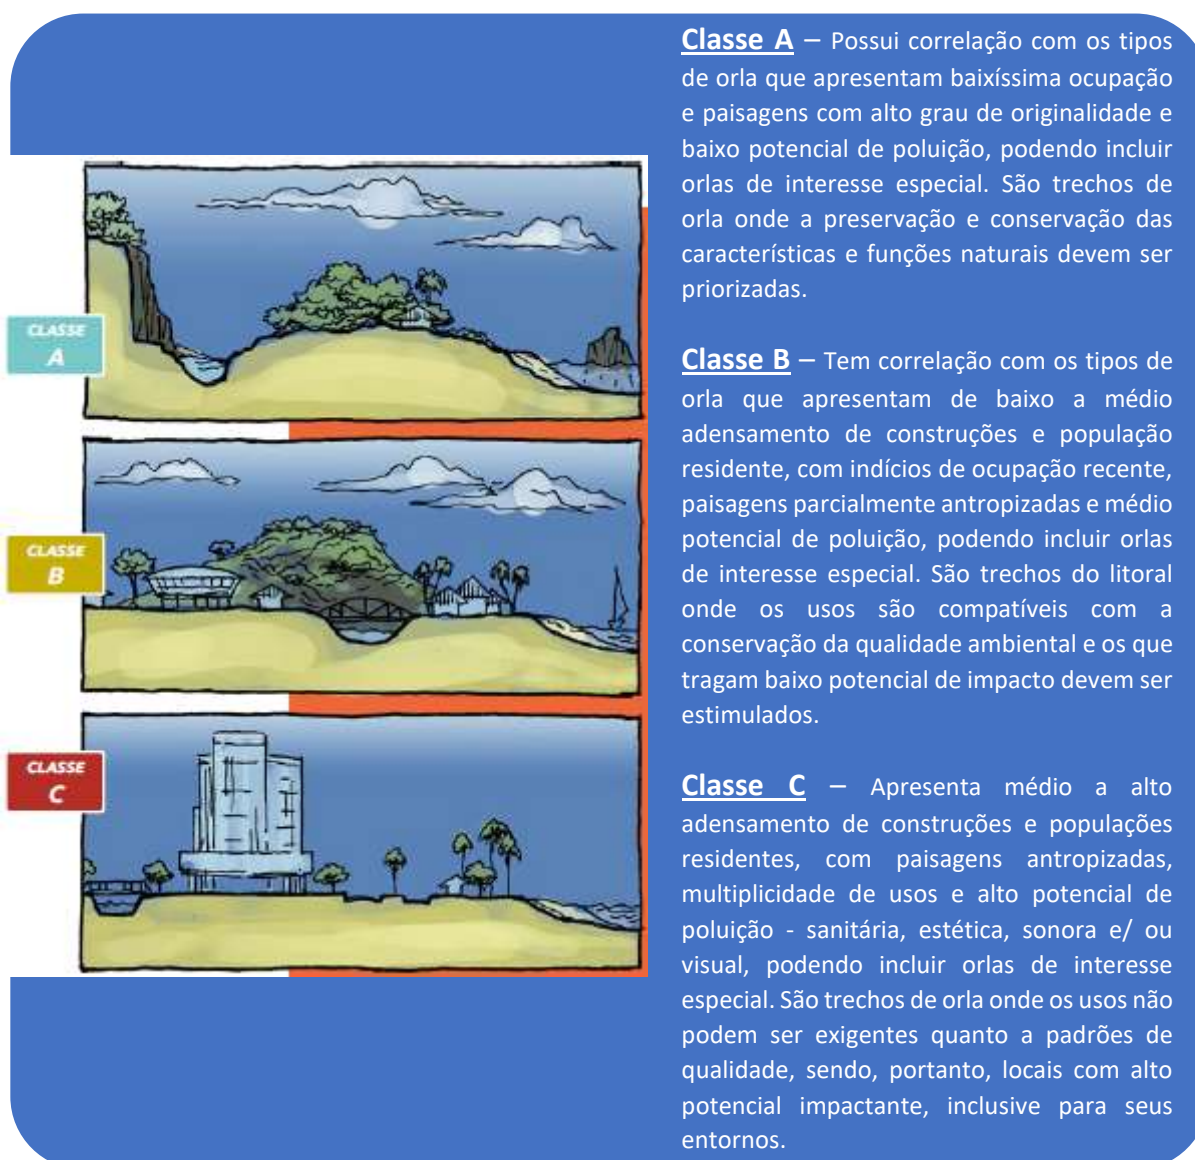 Classe A – Possui correlação com os tipos
de orla que apresentam baixíssima ocupação
e paisagens com alto grau de originalidade e
baixo potencial de poluição, podendo incluir
orlas de interesse especial. São trechos de
orla onde a preservação e conservação das
características e funções naturais devem ser
priorizadas.
CLASSE
A
Classe B – Tem correlação com os tipos de
orla que apresentam de baixo a médio
adensamento de construções e população
residente, com indícios de ocupação recente,
paisagens parcialmente antropizadas e médio
potencial de poluição, podendo incluir orlas
de interesse especial. São trechos do litoral
onde os usos são compatíveis com a
conservação da qualidade ambiental e os que
tragam baixo potencial de impacto devem ser
estimulados.
CLASSE
B
Classe C – Apresenta médio a alto
adensamento de construções e populações
residentes, com paisagens antropizadas,
multiplicidade de usos e alto potencial de
poluição - sanitária, estética, sonora e/ ou
visual, podendo incluir orlas de interesse
especial. São trechos de orla onde os usos não
podem ser exigentes quanto a padrões de
qualidade, sendo, portanto, locais com alto
potencial impactante, inclusive para seus
entornos.
CLASSE
C